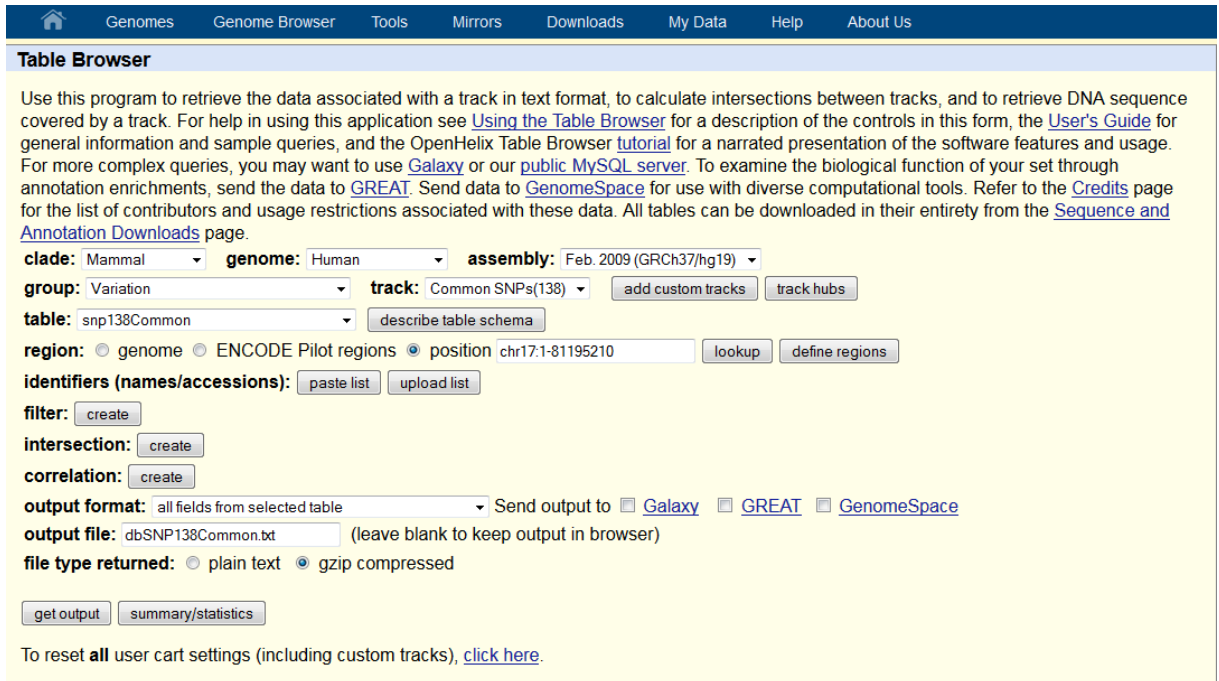 Genomes Genome Browser Tools Mirrors Downloads My Data Help About Us
Table Browser
Use this program to retrieve the data associated with a track in text format, to calculate intersections between tracks, and to retrieve DNA sequence
covered by a track. For help in using this application see Using the Table Browser for a description of the controls in this form, the User's Guide for
general information and sample queries, and the OpenHelix Table Browser tutorial for a narrated presentation of the software features and usage.
For more complex queries, you may want to use Galaxy or our public MySQL server. To examine the biological function of your set through
annotation enrichments, send the data to GREAT. Send data to GenomeSpace for use with diverse computational tools. Refer to the Credits page
for the list of contributors and usage restrictions associated with these data. All tables can be downloaded in their entirety from the Sequence and
Annotation Downloads page.
clade: Mammal genome: Human assembly: Feb. 2009 (GRCh37/hg19)
group: Variation track: Common SNPs(138) add custom tracks track hubs
table: snp138Common describe table schema
region: genome ENCODE Pilot regions position chr17:1-81195210 lookup define regions
identifiers (names/accessions): paste list upload list
filter: create
intersection: create
correlation: create
output format: all fields from selected table Send output to Galaxy GREAT GenomeSpace
output file: dbSNP138Common.txt (leave blank to keep output in browser)
file type returned: plain text gzip compressed
get output summary/statistics
To reset all user cart settings (including custom tracks), click here.